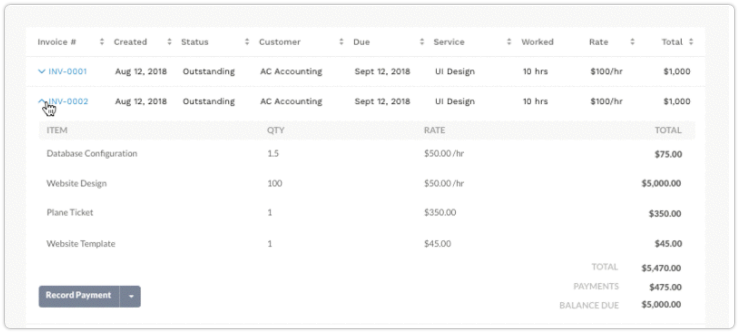 Invoice # Created Status Customer Due Service Worked Rate Total
INV-0001 Aug 12, 2018 Outstanding AC Accounting Sept 12, 2018 UI Design 10 hrs $100/hr $1,000
INV-0002 Aug 12, 2018 Outstanding AC Accounting Sept 12, 2018 UI Design 10 hrs $100/hr $1,000
ITEM QTY RATE TOTAL
Database Configuration 1.5 $50.00 /hr $75.00
Website Design 100 $50.00 /hr $5,000.00
Plane Ticket 1 $350.00 $350.00
Website Template 1 $45.00 $45.00
TOTAL $5,470.00
Record Payment
PAYMENTS $475.00
BALANCE DUE $5,000.00